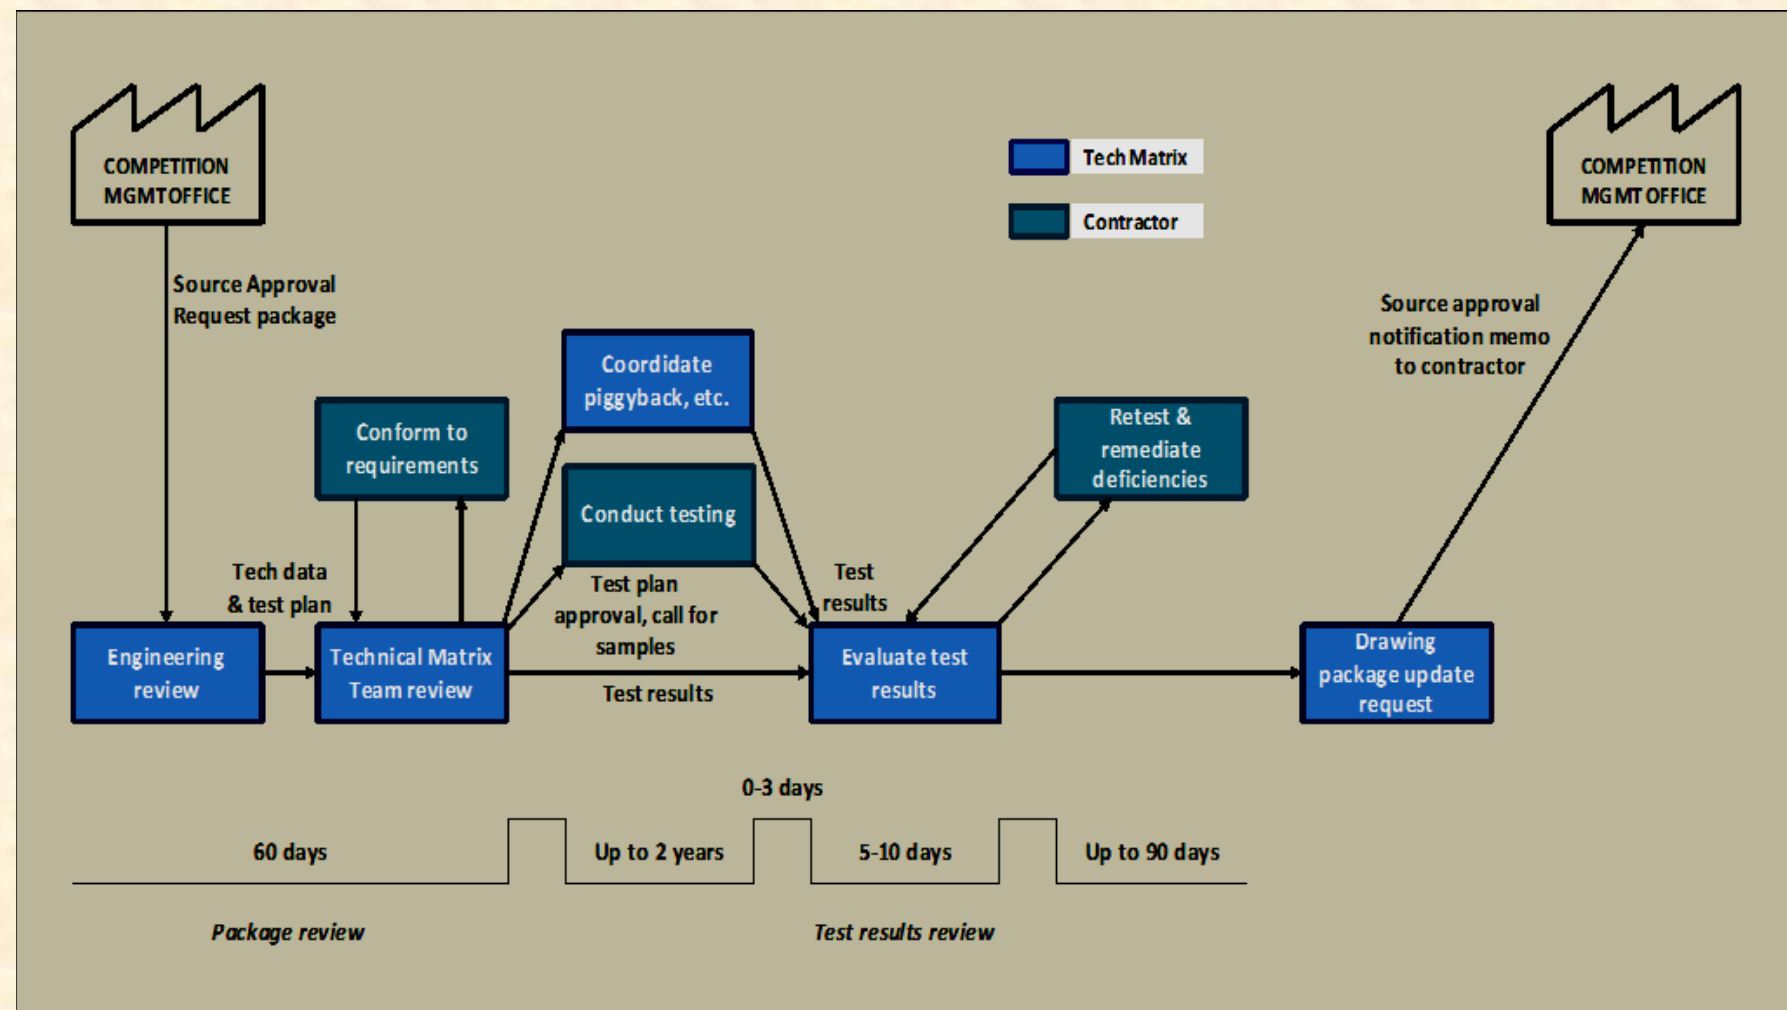 COMPETITION
MGMT OFFICE
COMPETITION
MGMT OFFICE
Tech Matrix
Contractor
Source Approval
Request package
Source approval
notification memo
to contractor
Coordidate
piggyback, etc.
Conform to
requirements
Retest &
remediate
deficiencies
Conduct testing
Tech data
& test plan
Test plan
approval, call for
samples
Test
results
Engineering
review
Technical Matrix
Team review
Test results
Evaluate test
results
Drawing
package update
request
0-3 days
60 days
Up to 2 years
5-10 days
Up to 90 days
Package review
Test results review